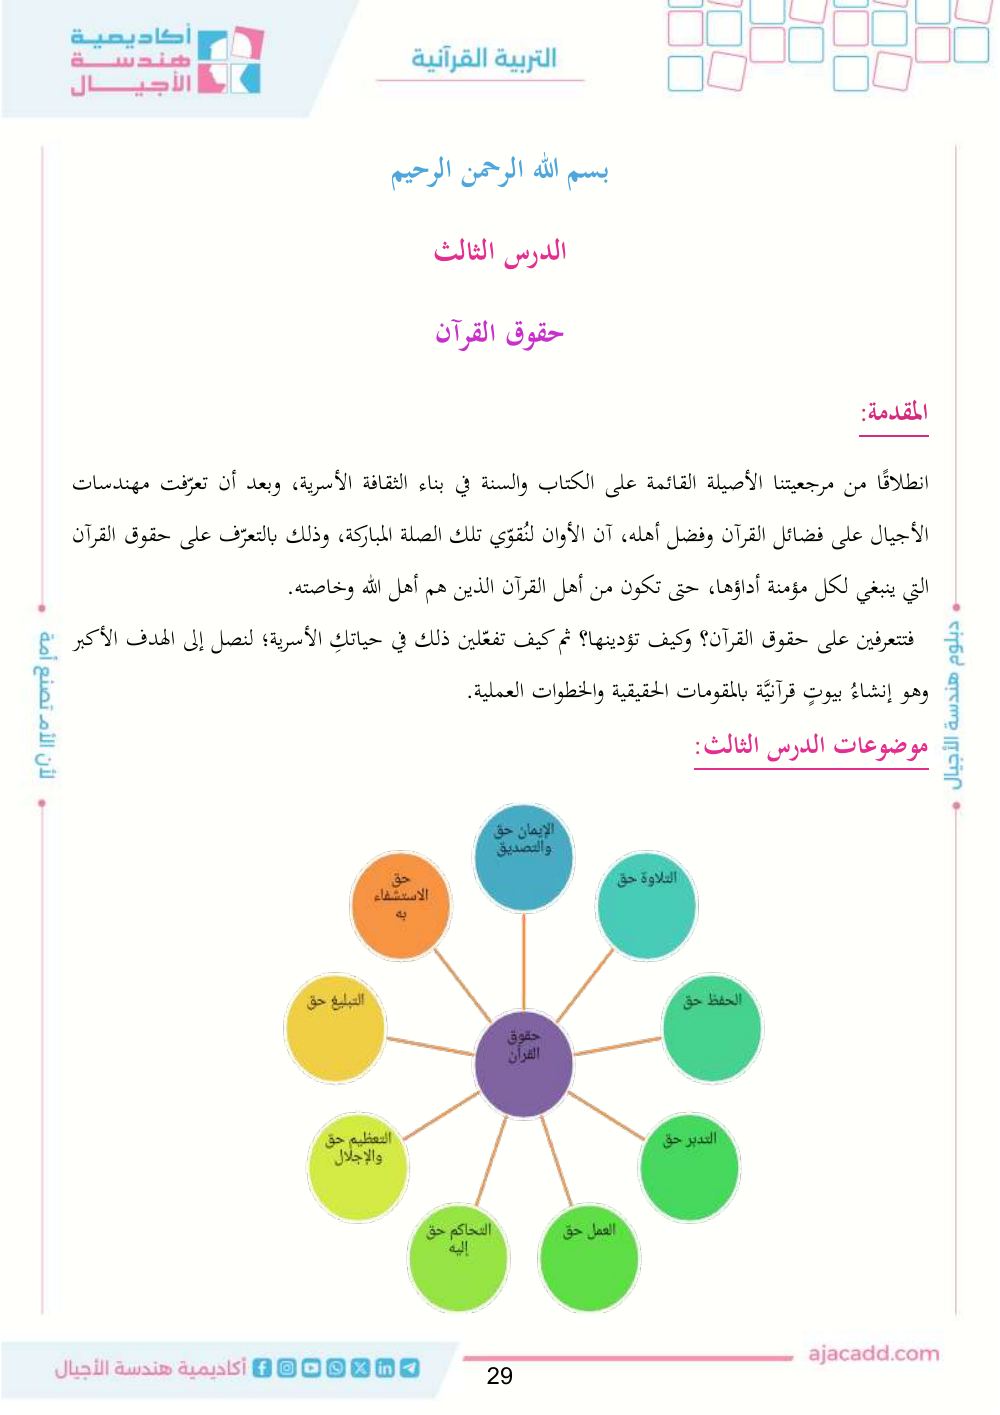 أكاديمية
هندسة
الأجيال
التربية القرآنية
بسم الله الرحمن الرحيم
الدرس الثالث
حقوق القرآن
المقدمة:
انطلاقًا من مرجعيتنا الأصيلة القائمة على الكتاب والسنة في بناء الثقافة الأسرية، وبعد أن تعرّفت مهندسات
الأجيال على فضائل القرآن وفضل أهله، آن الأوان لنُقوّي تلك الصلة المباركة، وذلك بالتعرّف على حقوق القرآن
التي ينبغي لكل مؤمنة أداؤها، حتى تكون من أهل القرآن الذين هم أهل الله وخاصته.
فتتعرفين على حقوق القرآن؟ وكيف تؤدينها؟ ثم كيف تفعّلين ذلك في حياتكِ الأسرية؛ لنصل إلى الهدف الأكبر
وهو إنشاءُ بيوتٍ قرآنيَّة بالمقومات الحقيقية والخطوات العملية.
موضوعات الدرس الثالث:
الإيمان حق
والتصديق
التلاوة حق
الحفظ حق
التدبر حق
العمل حق
التحاكم حق
إليه
التعظيم حق
والإجلال
التبليغ حق
حق
الاستشفاء
به
حقوق
القرآن
دبلوم هندسة الأجيال
لأن الأم تصنع أمة
أكاديمية هندسة الأجيال
29
ajacadd.com